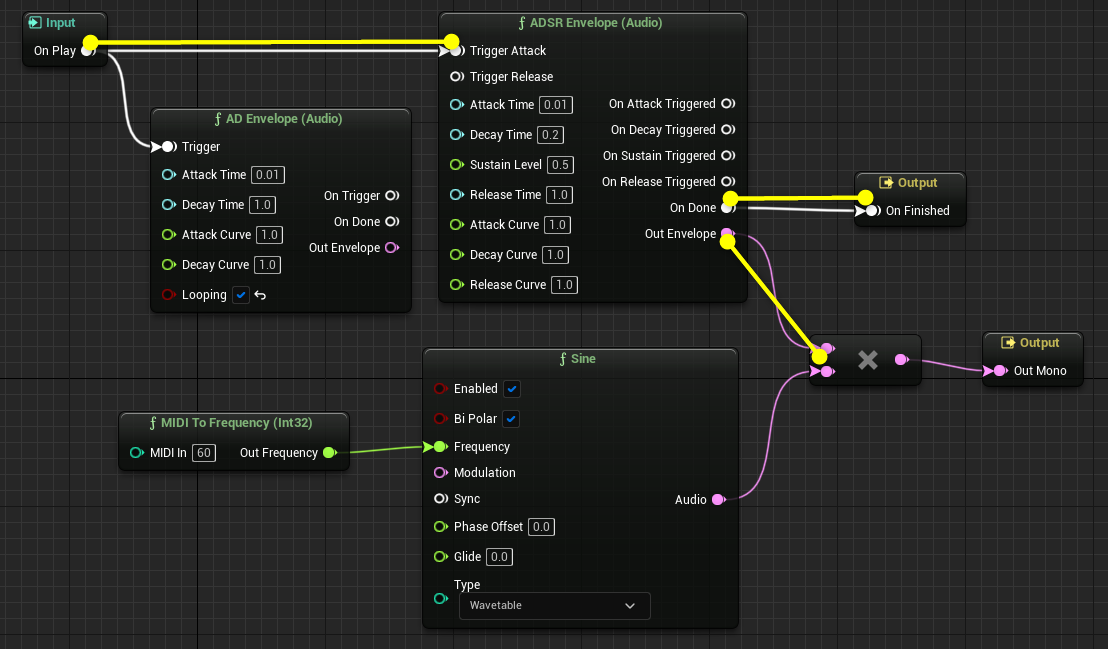 Input
On Play
ADSR Envelope (Audio)
Trigger Attack
Trigger Release
Attack Time 0.01
On Attack Triggered
Decay Time 0.2
On Decay Triggered
Sustain Level 0.5
On Sustain Triggered
Release Time 1.0
On Release Triggered
On Done
Attack Curve 1.0
Out Envelope
Decay Curve 1.0
Release Curve 1.0
AD Envelope (Audio)
Trigger
Attack Time 0.01
On Trigger
Decay Time 1.0
On Done
Attack Curve 1.0
Out Envelope
Decay Curve 1.0
Looping
Output
On Finished
Output
Out Mono
Sine
Enabled
Bi Polar
Frequency
Modulation
Sync
Audio
Phase Offset 0.0
Glide 0.0
Type
Wavetable
MIDI To Frequency (Int32)
MIDI In 60
Out Frequency